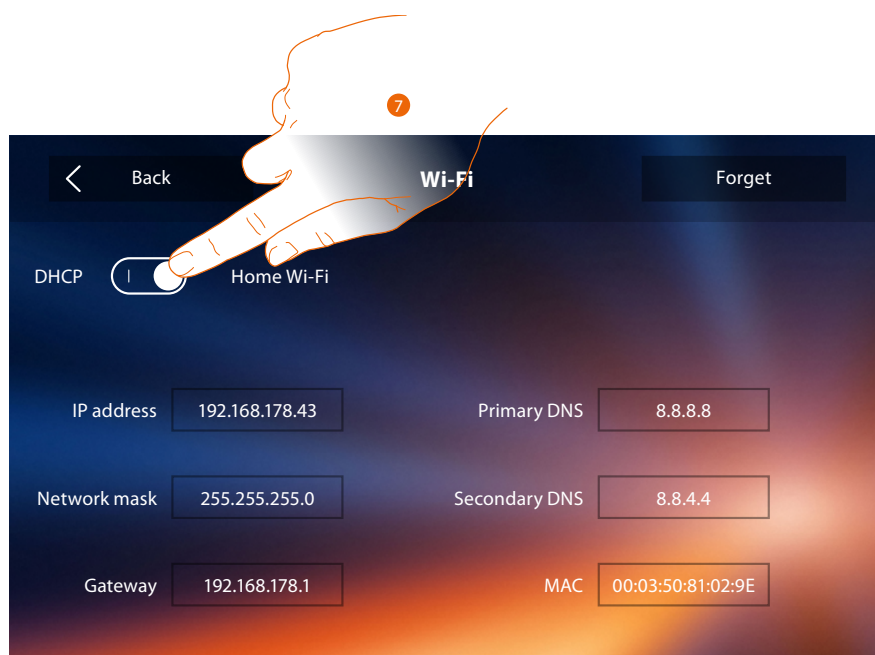 7
Back
Wi-Fi
Forget
DHCP
I
Home Wi-Fi
IP address
192.168.178.43
Primary DNS
8.8.8.8
Network mask
255.255.255.0
Secondary DNS
8.8.4.4
Gateway
192.168.178.1
MAC
00:03:50:81:02:9E